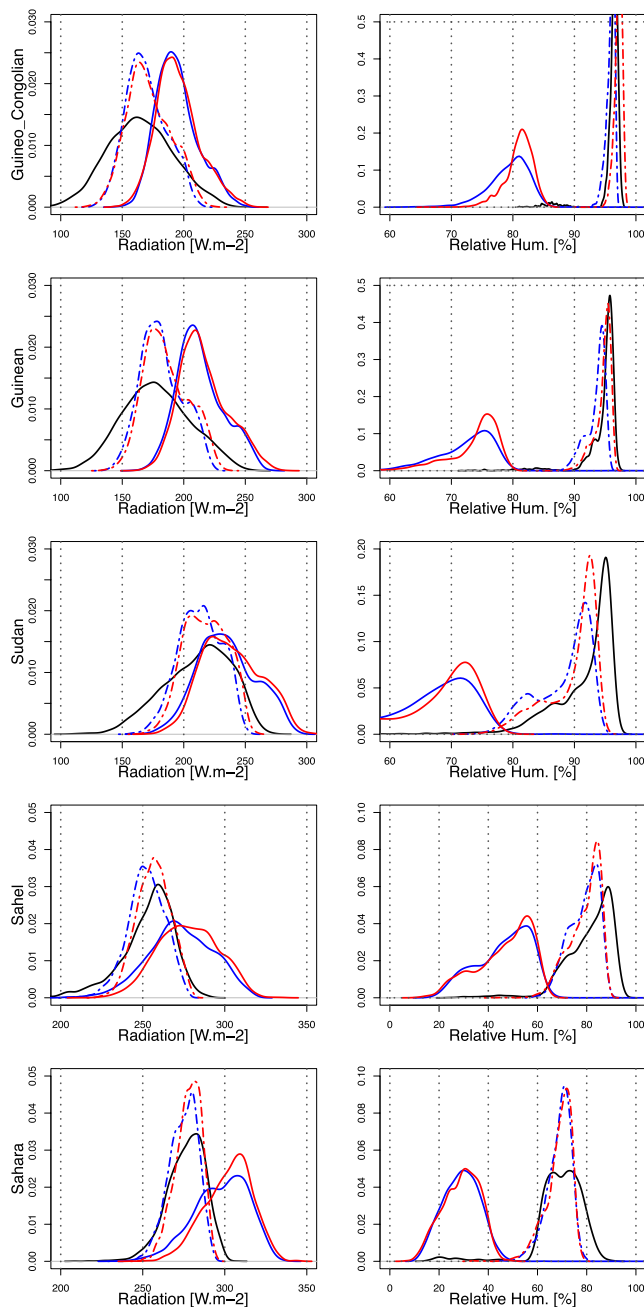 Guineo_Congolian
0.000 0.010 0.020 0.030
100 150 200 250 300
Radiation [W.m-2]
0.0 0.1 0.2 0.3 0.4 0.5
60 70 80 90 100
Relative Hum. [%]
Guinean
0.000 0.010 0.020 0.030
100 150 200 250 300
Radiation [W.m-2]
0.0 0.1 0.2 0.3 0.4 0.5
60 70 80 90 100
Relative Hum. [%]
Sudan
0.000 0.010 0.020 0.030
100 150 200 250 300
Radiation [W.m-2]
0.00 0.05 0.10 0.15 0.20
60 70 80 90 100
Relative Hum. [%]
Sahel
0.00 0.01 0.02 0.03 0.04 0.05
200 250 300 350
Radiation [W.m-2]
0.00 0.02 0.04 0.06 0.08 0.10
0 20 40 60 80 100
Relative Hum. [%]
Sahara
0.00 0.01 0.02 0.03 0.04 0.05
200 250 300 350
Radiation [W.m-2]
0.00 0.02 0.04 0.06 0.08 0.10
0 20 40 60 80 100
Relative Hum. [%]